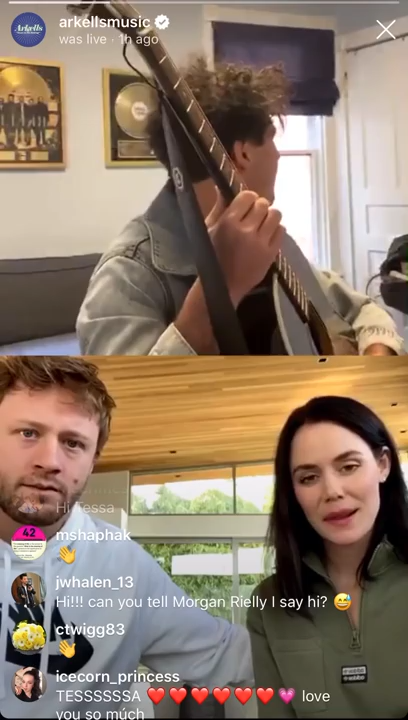 arkellsmusic
was live · 1h ago
Arkells
Hi Tessa
42
mshaphak
👋
jwhalen_13
Hi!!! can you tell Morgan Rielly I say hi? 😅
ctwigg83
👋
icecorn_princess
TESSSSSSA ❤️❤️❤️❤️❤️❤️💗 love
you so much